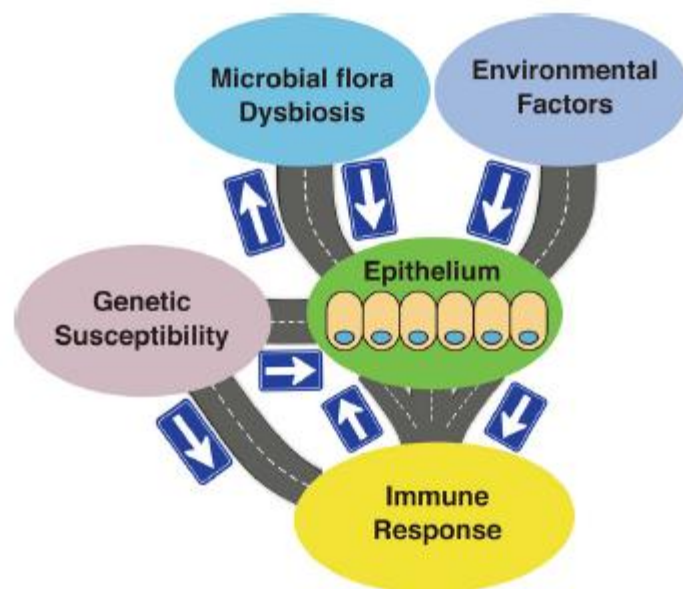 Microbial flora
Dysbiosis
Environmental
Factors
Epithelium
Genetic
Susceptibility
Immune
Response